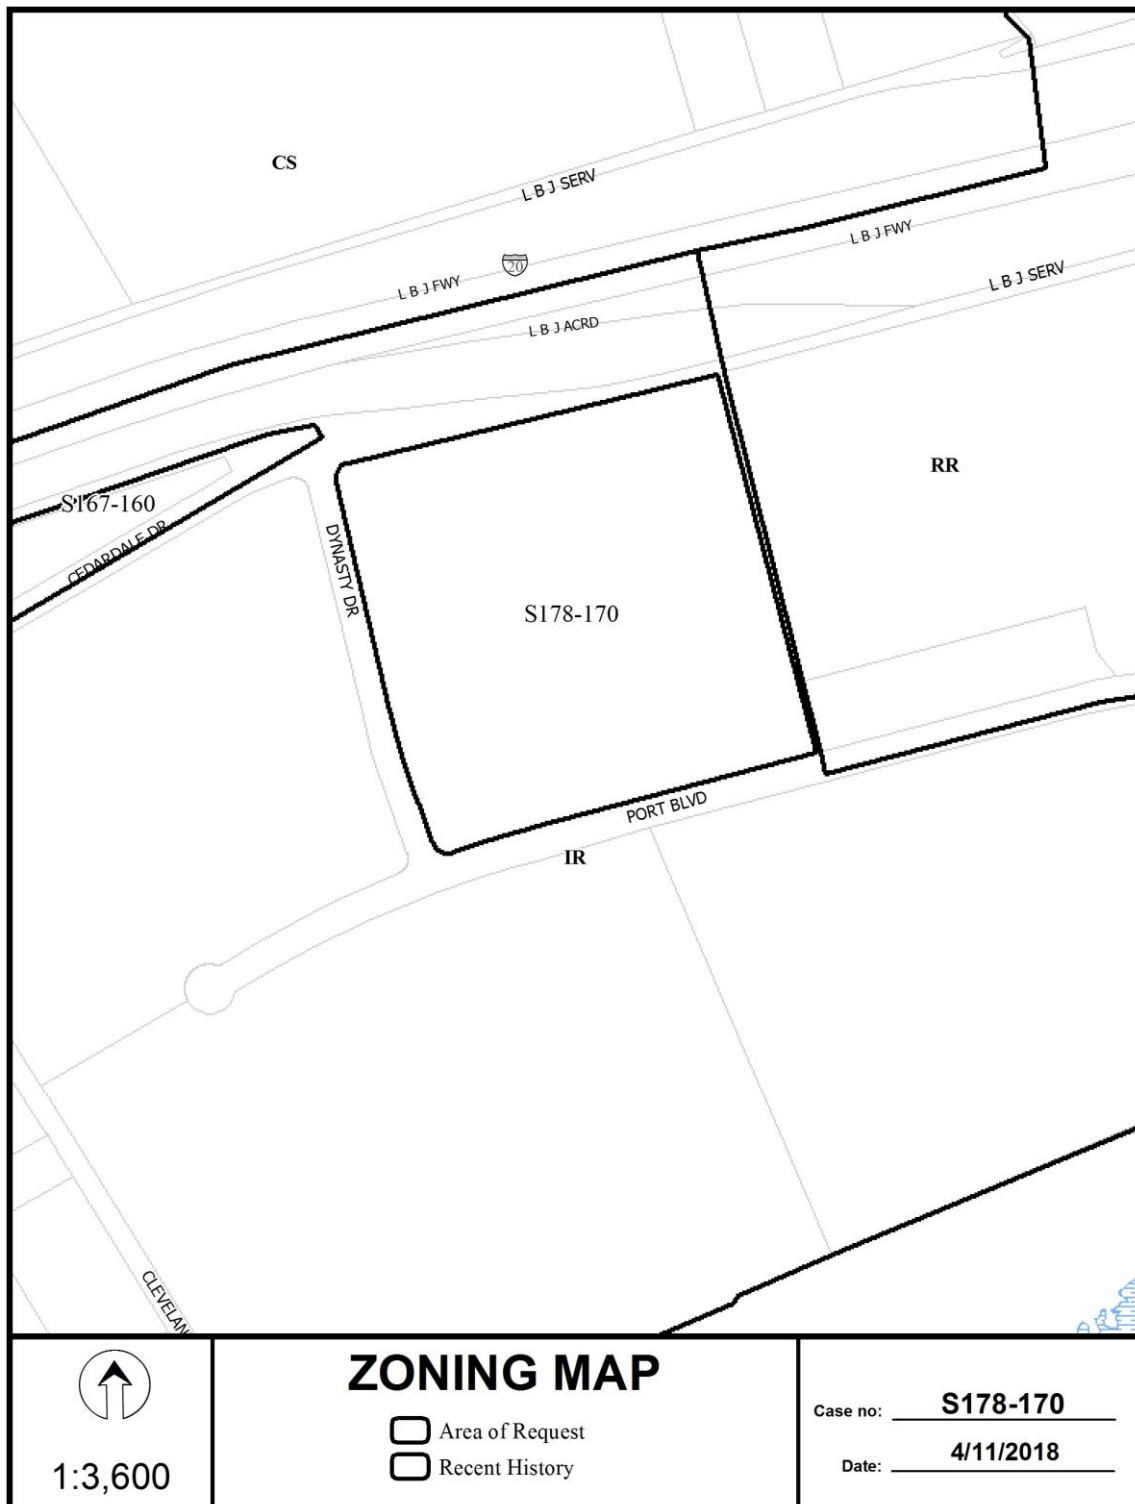 CS
L B J SERV
L B J FWY
20
L B J FWY
L B J SERV
L B J ACRD
RR
S167-160
CEDARDALE DR
DYNASTY DR
S178-170
PORT BLVD
IR
CLEVELAN
1:3,600
ZONING MAP
Area of Request
Recent History
Case no: S178-170
Date: 4/11/2018